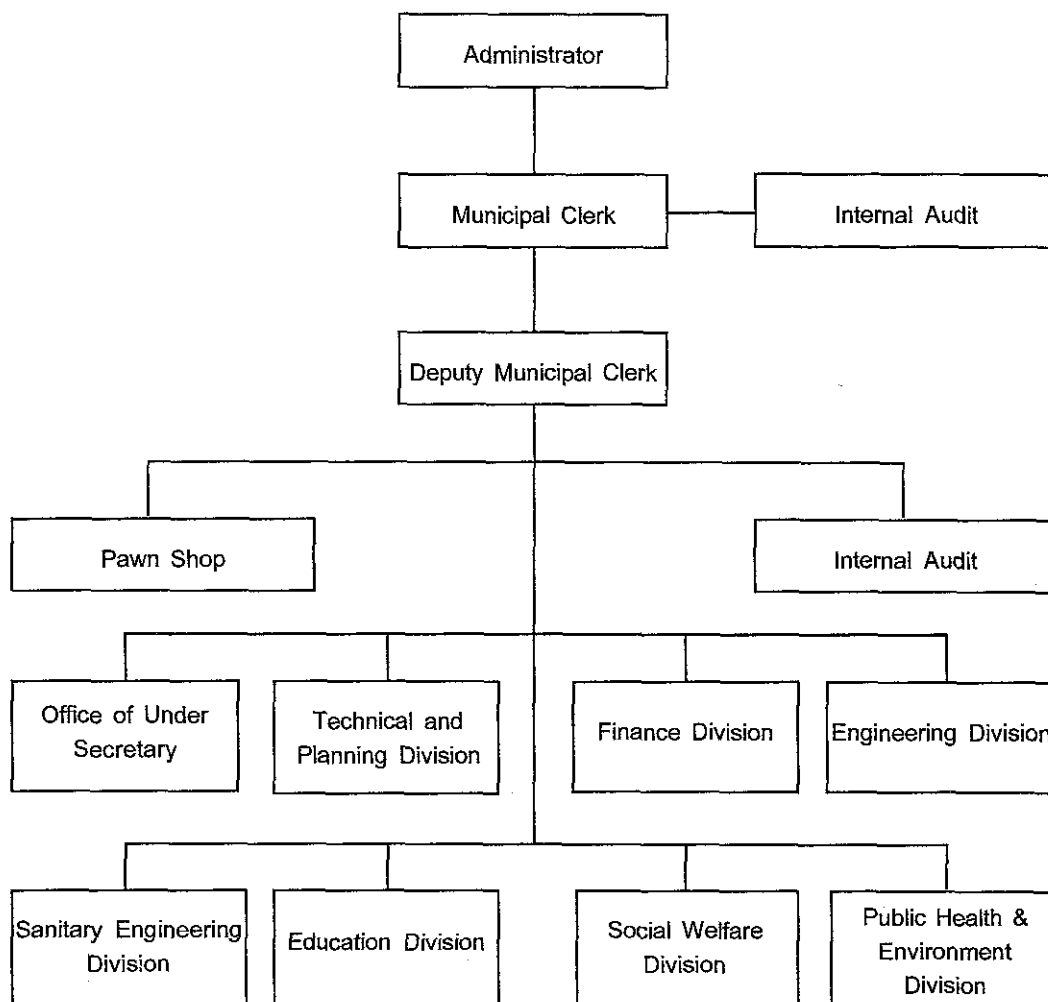 Administrator
Municipal Clerk
Internal Audit
Deputy Municipal Clerk
Pawn Shop
Internal Audit
Office of Under
Secretary
Technical and
Planning Division
Finance Division
Engineering Division
Sanitary Engineering
Division
Education Division
Social Welfare
Division
Public Health &
Environment
Division